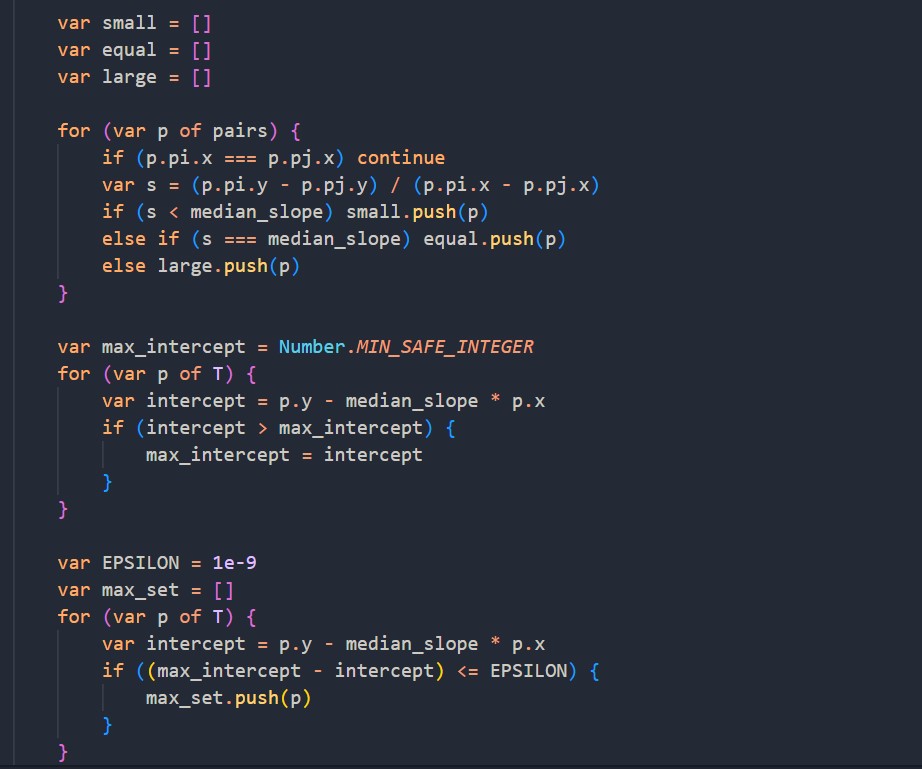 var small = []
var equal = []
var large = []
for (var p of pairs) {
if (p.pi.x === p.pj.x) continue
var s = (p.pi.y - p.pj.y) / (p.pi.x - p.pj.x)
if (s < median_slope) small.push(p)
else if (s === median_slope) equal.push(p)
else large.push(p)
}
var max_intercept = Number.MIN_SAFE_INTEGER
for (var p of T) {
var intercept = p.y - median_slope * p.x
if (intercept > max_intercept) {
max_intercept = intercept
}
}
var EPSILON = 1e-9
var max_set = []
for (var p of T) {
var intercept = p.y - median_slope * p.x
if ((max_intercept - intercept) <= EPSILON) {
max_set.push(p)
}
}